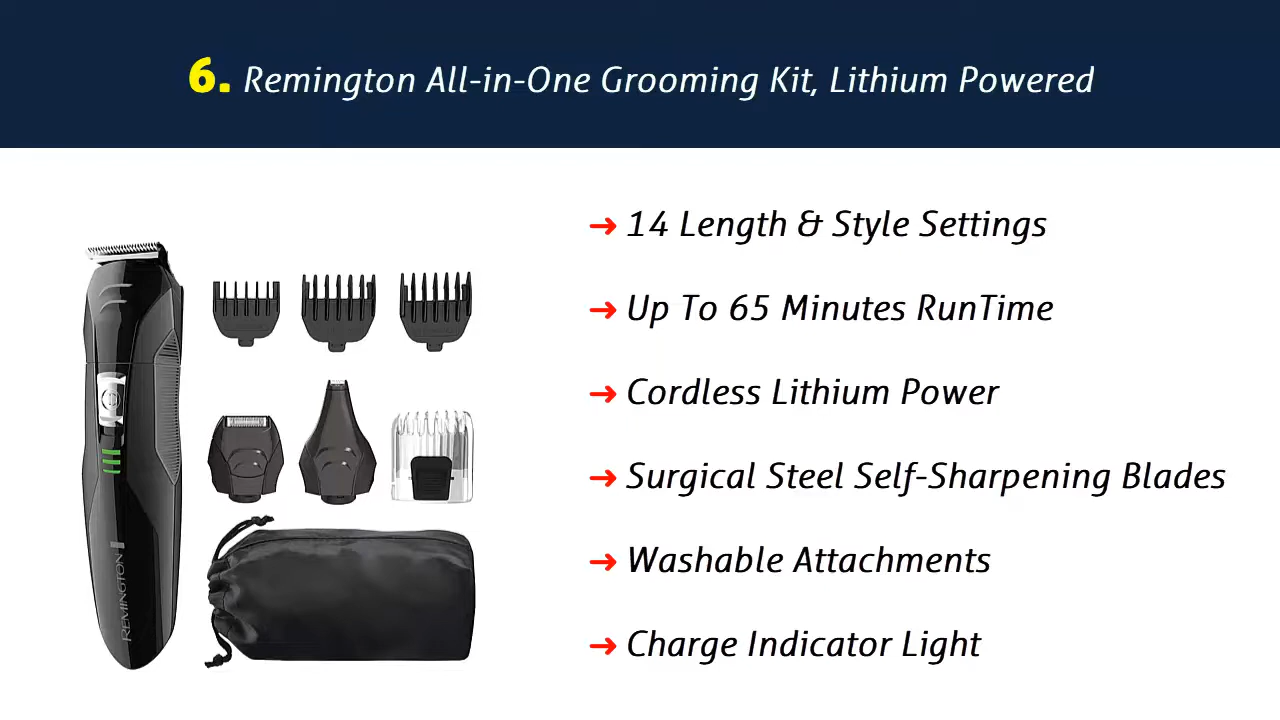 6. Remington All-in-One Grooming Kit, Lithium Powered
➜ 14 Length & Style Settings
➜ Up To 65 Minutes RunTime
➜ Cordless Lithium Power
➜ Surgical Steel Self-Sharpening Blades
➜ Washable Attachments
➜ Charge Indicator Light
REMINGTON